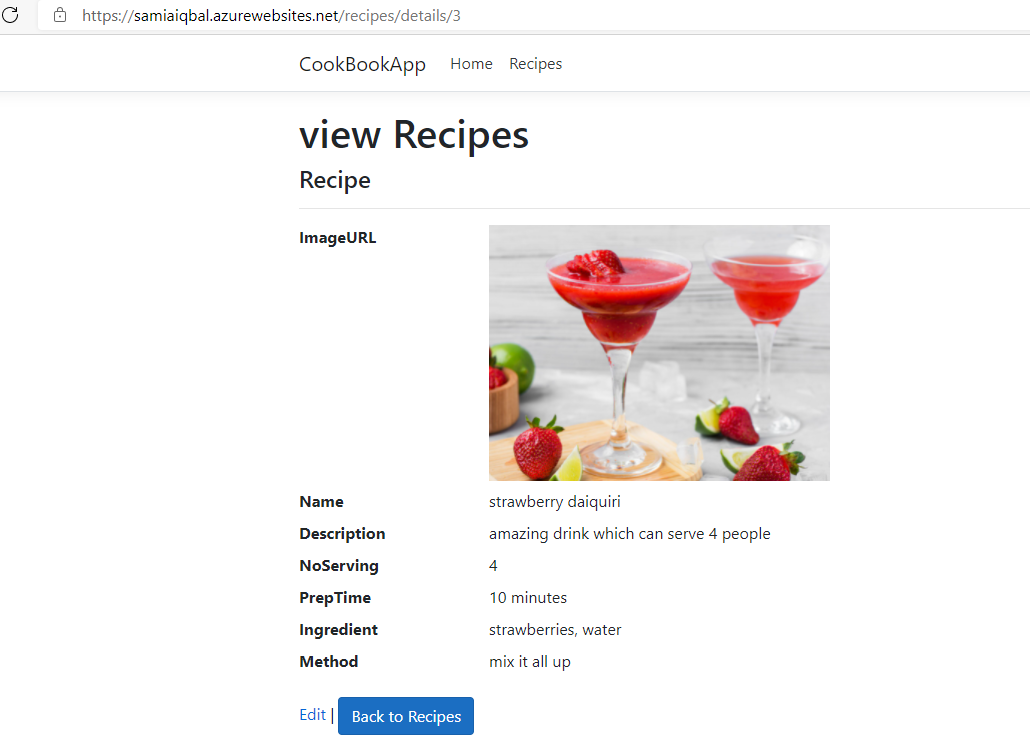 https://samiaiqbal.azurewebsites.net/recipes/details/3
CookBookApp Home Recipes
view Recipes
Recipe
ImageURL
Name strawberry daiquiri
Description amazing drink which can serve 4 people
NoServing 4
PrepTime 10 minutes
Ingredient strawberries, water
Method mix it all up
Edit | Back to Recipes